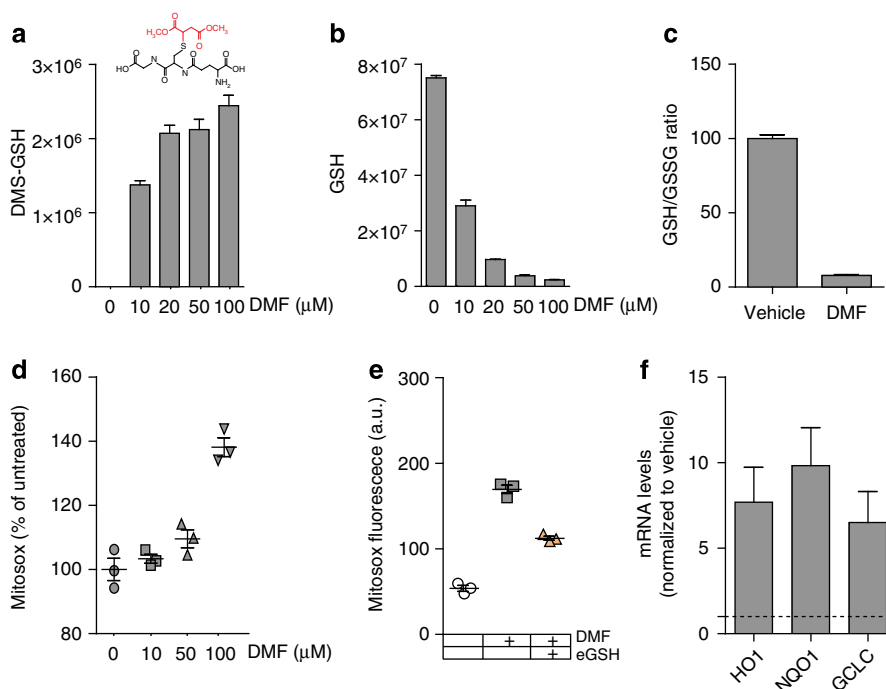 a
O
O
CH3
H3C
O
O
S
O
H
N
OH
HO
N
O
O
NH2
O
DMS-GSH
3×10⁶
2×10⁶
1×10⁶
0
0 10 20 50 100 DMF (μM)
b
GSH
8×10⁷
6×10⁷
4×10⁷
2×10⁷
0
0 10 20 50 100 DMF (μM)
c
GSH/GSSG ratio
150
100
50
0
Vehicle DMF
d
Mitosox (% of untreated)
160
140
120
100
80
0 10 50 100 DMF (μM)
e
Mitosox fluorescece (a.u.)
300
200
100
0
+ + DMF
+ eGSH
f
mRNA levels
(normalized to vehicle)
15
10
5
0
HO1 NQO1 GCLC